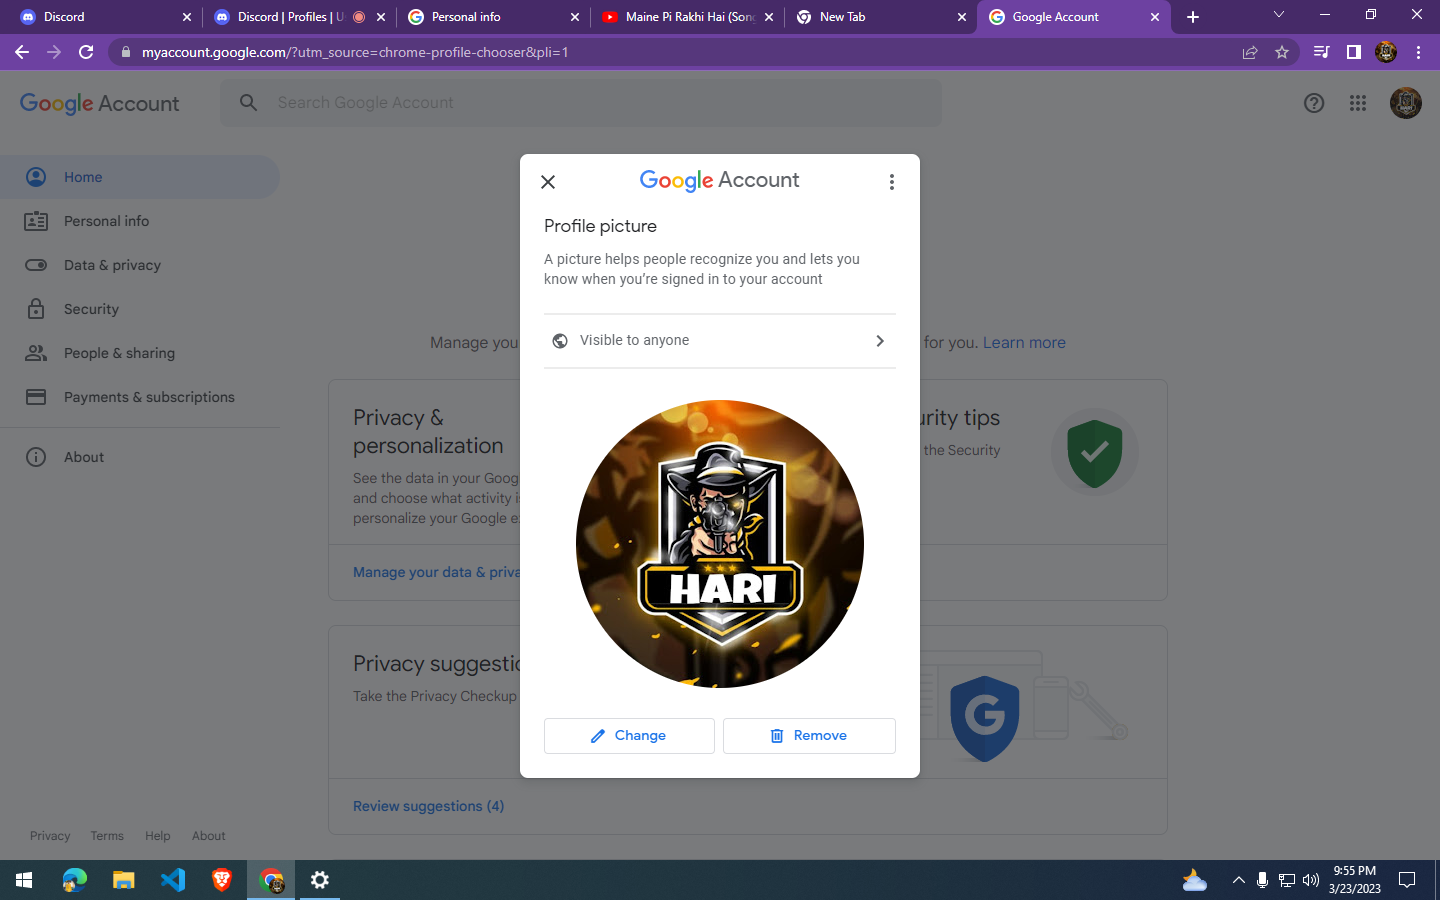 Discord
Discord | Profiles | U
Personal info
Maine Pi Rakhi Hai (Song
New Tab
Google Account
myaccount.google.com/?utm_source=chrome-profile-chooser&pli=1
Google Account
Search Google Account
Home
Personal info
Data & privacy
Security
People & sharing
Payments & subscriptions
About
Google Account
Profile picture
A picture helps people recognize you and lets you
know when you're signed in to your account
Visible to anyone
HARI
Change
Remove
Manage you
for you. Learn more
Privacy &
personalization
See the data in your Goog
and choose what activity is
personalize your Google e
Manage your data & priva
urity tips
the Security
Privacy suggestio
Take the Privacy Checkup
Review suggestions (4)
Privacy Terms Help About
9:55 PM
3/23/2023